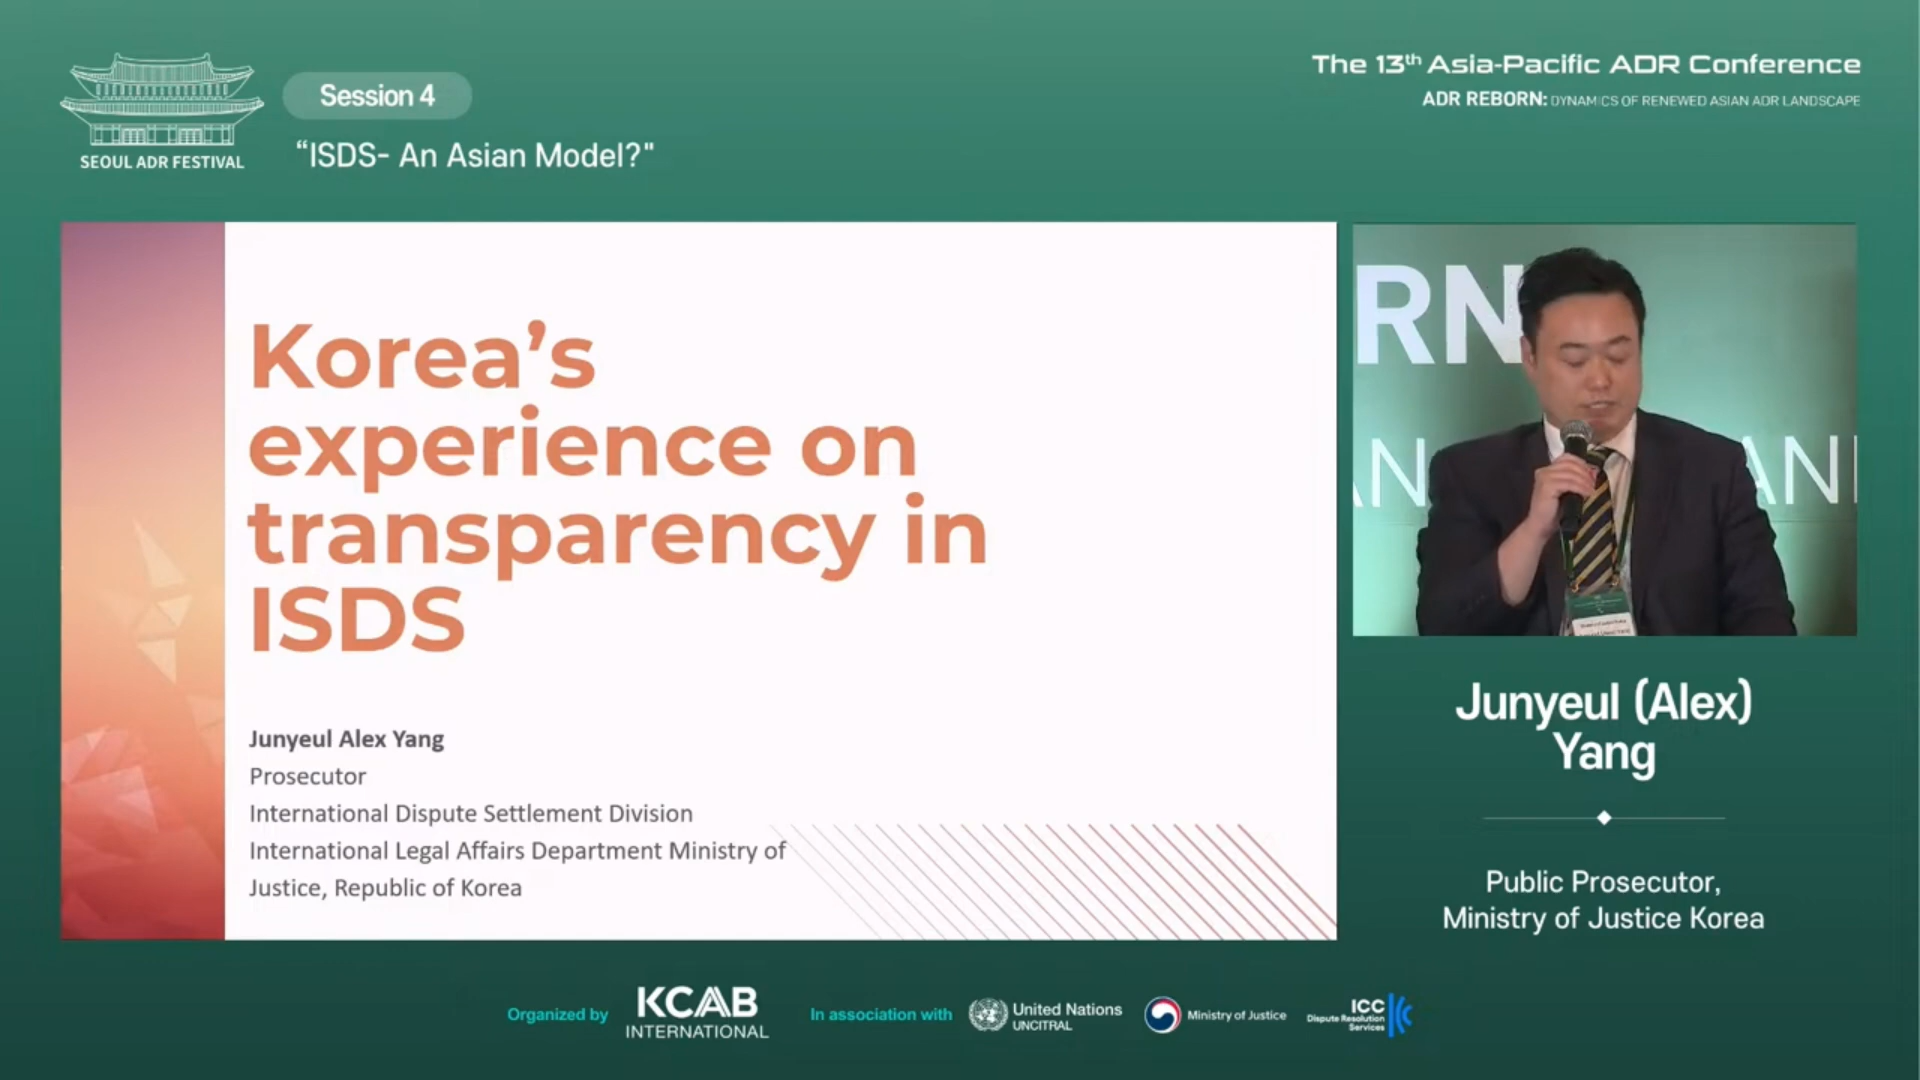 SEOUL ADR FESTIVAL
Session 4
“ISDS- An Asian Model?"
The 13th Asia-Pacific ADR Conference
ADR REBORN: DYNAMICS OF RENEWED ASIAN ADR LANDSCAPE
Korea’s
experience on
transparency in
ISDS
Junyeul Alex Yang
Prosecutor
International Dispute Settlement Division
International Legal Affairs Department Ministry of
Justice, Republic of Korea
RN
AN
ANI
Junyeul (Alex)
Yang
Public Prosecutor,
Ministry of Justice Korea
Organized by
KCAB
INTERNATIONAL
In association with
United Nations
UNCITRAL
Ministry of Justice
ICC
Dispute Resolution
Services